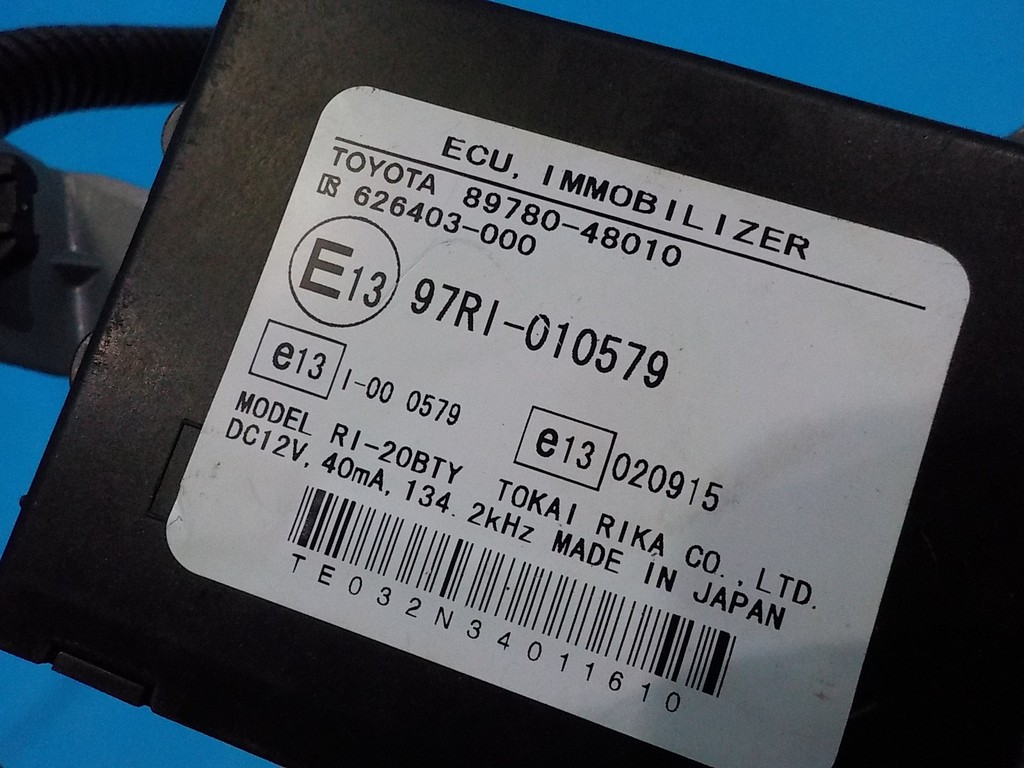 ECU, IMMOBILIZER
TOYOTA 89780-48010
626403-000
E13 97RI-010579
e13 I-00 0579
e13 020915
MODEL RI-20BTY TOKAI RIKA CO.,LTD.
DC12V, 40mA, 134.2kHz MADE IN JAPAN
TE032N34011610